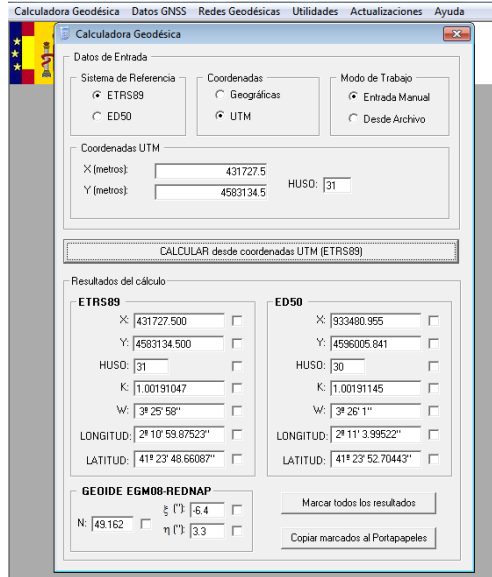 Calculadora Geodésica Datos GNSS Redes Geodésicas Utilidades Actualizaciones Ayuda
Calculadora Geodésica
Datos de Entrada
Sistema de Referencia
ETRS89
ED50
Coordenadas
Geográficas
UTM
Modo de Trabajo
Entrada Manual
Desde Archivo
Coordenadas UTM
X (metros): 431727.5
Y (metros): 4583134.5
HUSO: 31
CALCULAR desde coordenadas UTM (ETRS89)
Resultados del cálculo
ETRS89
X: 431727.500
Y: 4583134.500
HUSO: 31
K: 1.00191047
W: 3º 25' 58''
LONGITUD: 2º 10' 59.87523''
LATITUD: 41º 23' 48.66087''
ED50
X: 933480.955
Y: 4596005.841
HUSO: 30
K: 1.00191145
W: 3º 26' 1''
LONGITUD: 2º 11' 3.99522''
LATITUD: 41º 23' 52.70443''
GEOIDE EGM08-REDNAP
N: 49.162
ξ (''): -6.4
η (''): 3.3
Marcar todos los resultados
Copiar marcados al Portapapeles